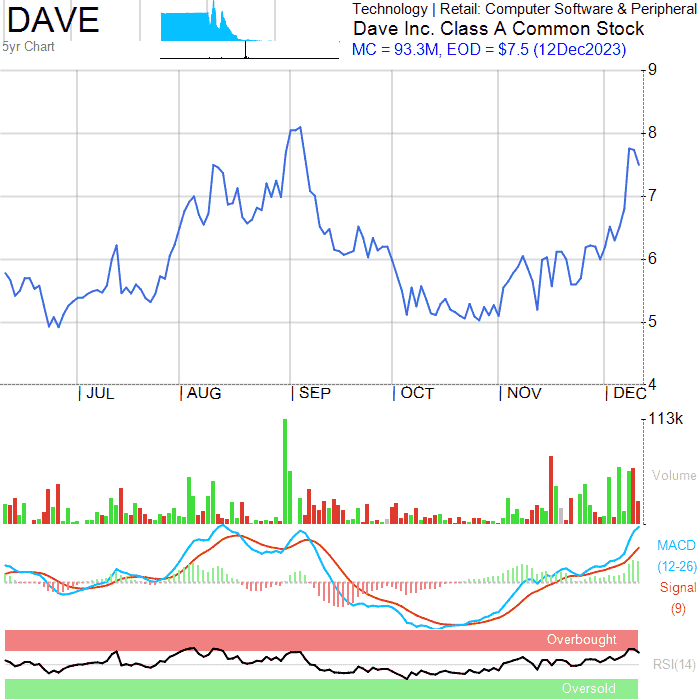 DAVE
5yr Chart
Technology | Retail: Computer Software & Peripheral
Dave Inc. Class A Common Stock
MC = 93.3M, EOD = $7.5 (12Dec2023)
9
8
7
6
5
4
| JUL | AUG | SEP | OCT | NOV | DEC
113k
Volume
MACD
(12-26)
Signal
(9)
Overbought
RSI(14)
Oversold